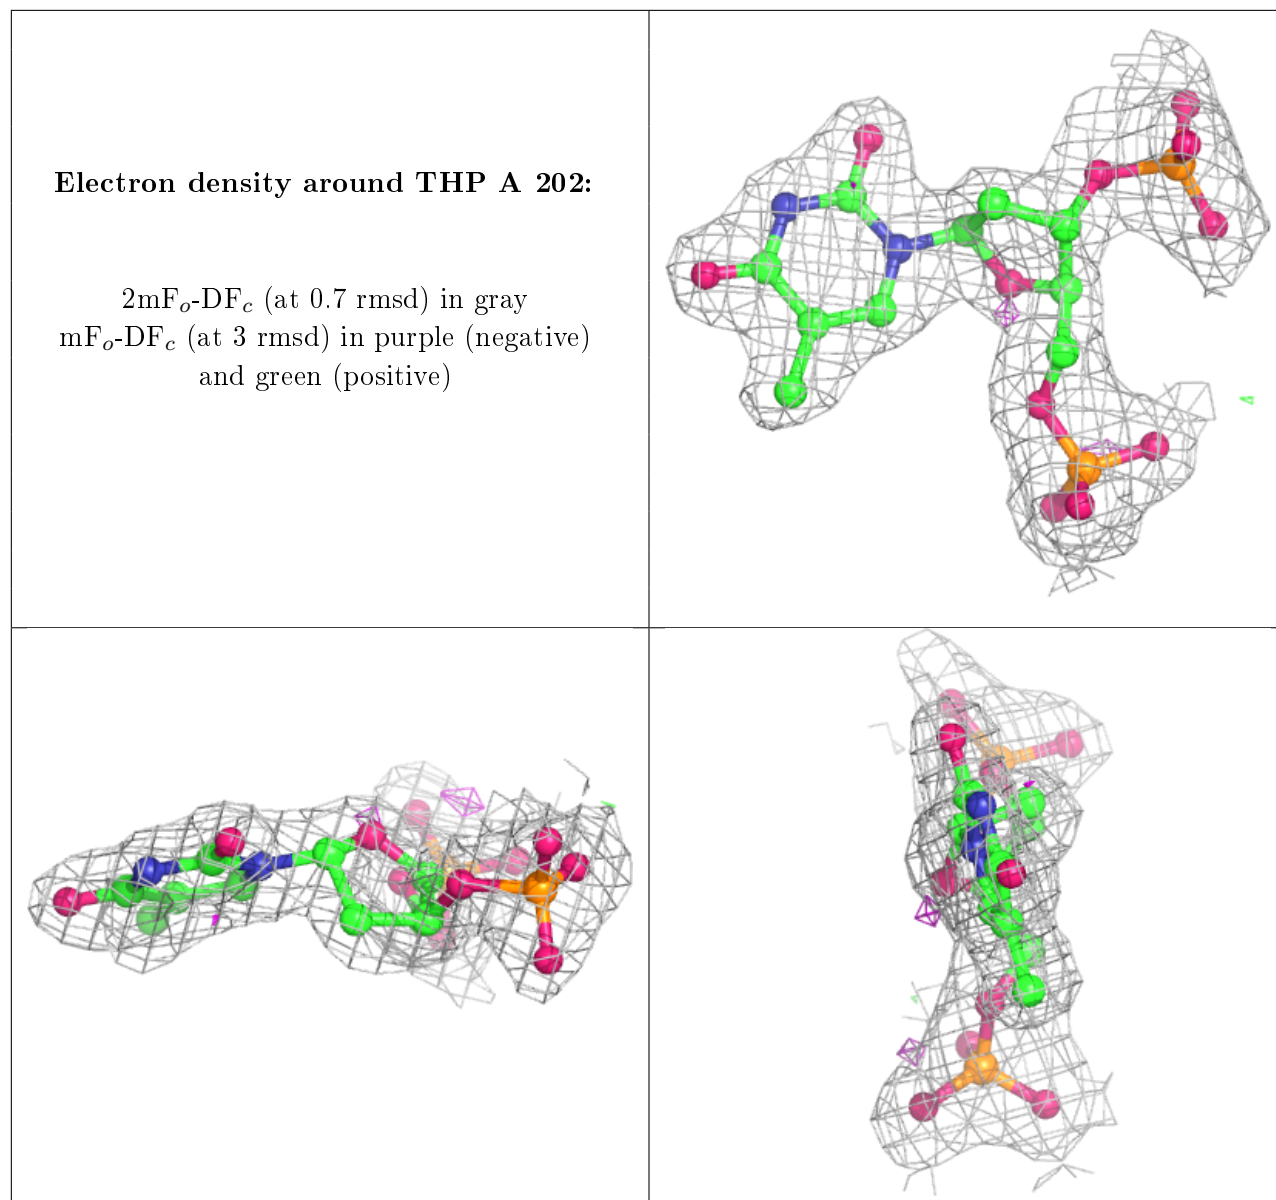 Electron density around THP A 202:
2mFo-DFc (at 0.7 rmsd) in gray
mFo-DFc (at 3 rmsd) in purple (negative)
and green (positive)